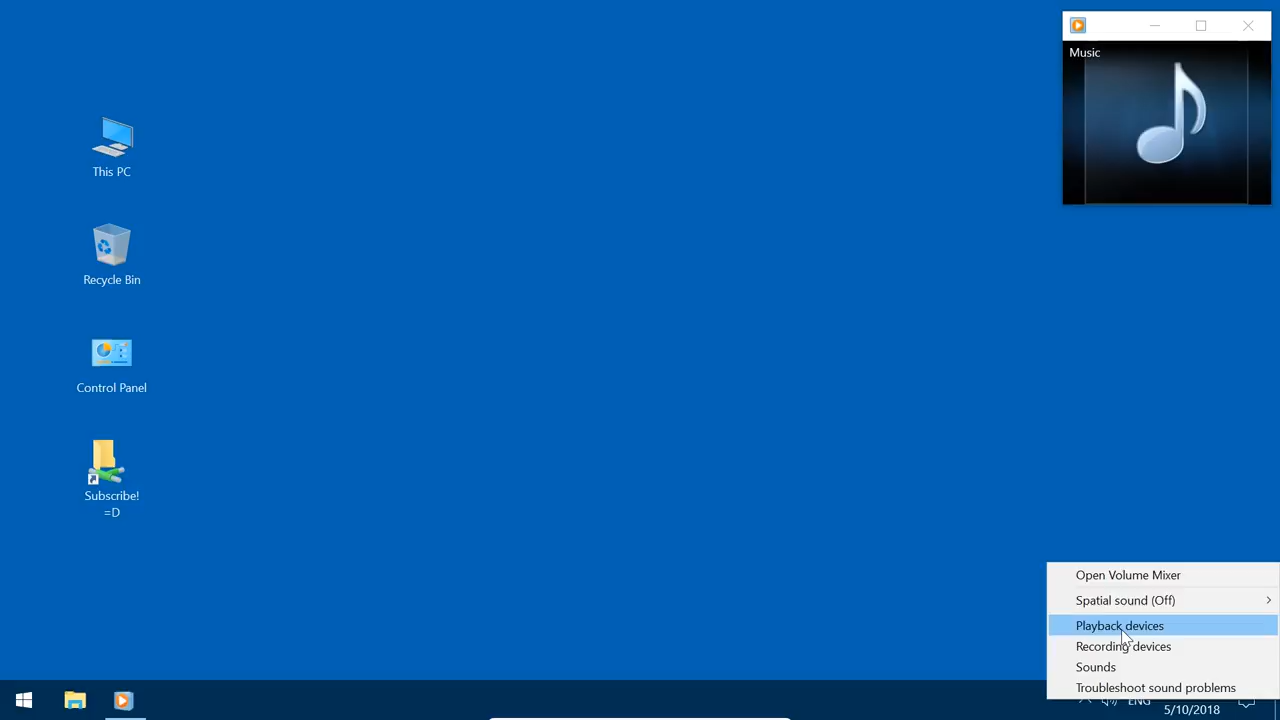 Music
This PC
Recycle Bin
Control Panel
Subscribe!
=D
Open Volume Mixer
Spatial sound (Off)
Playback devices
Recording devices
Sounds
Troubleshoot sound problems
ENG
5/10/2018